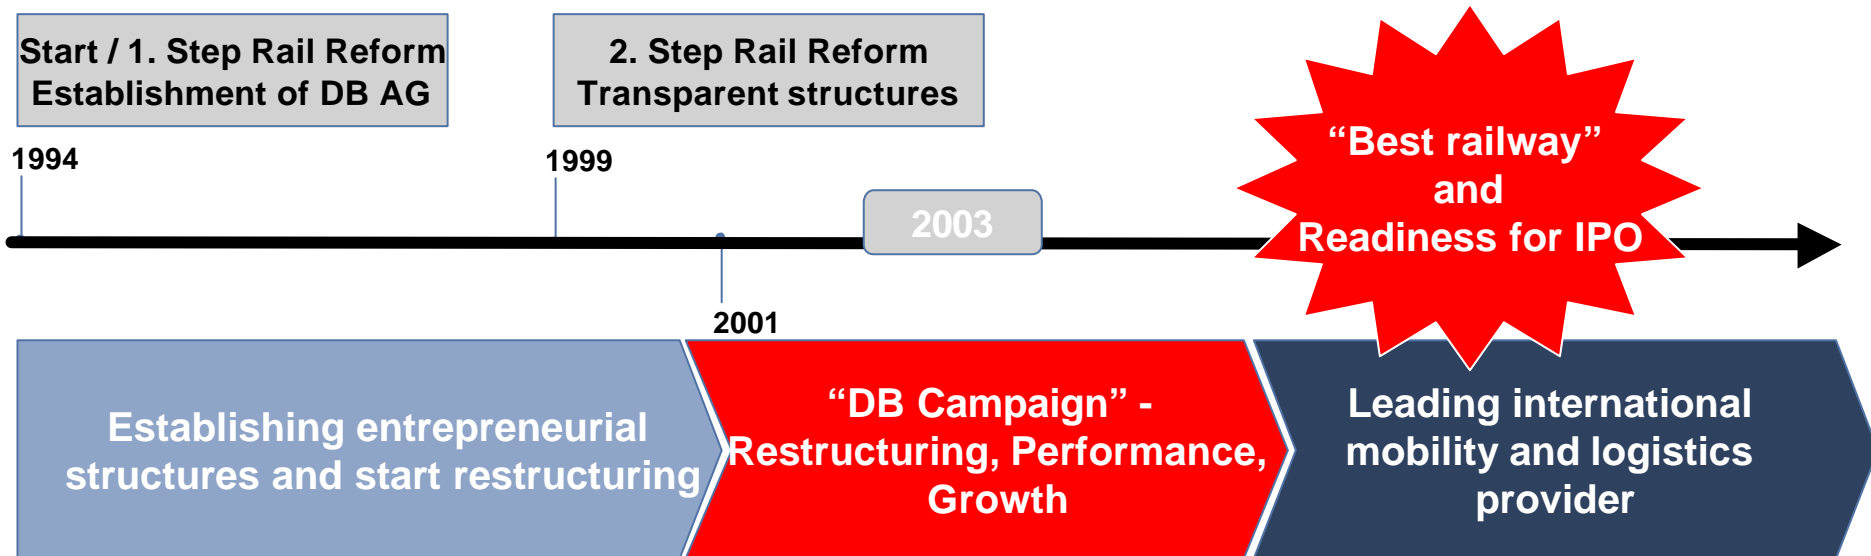 Start / 1. Step Rail Reform
Establishment of DB AG
2. Step Rail Reform
Transparent structures
“Best railway”
and
Readiness for IPO
1994
1999
2003
2001
Establishing entrepreneurial
structures and start restructuring
“DB Campaign” -
Restructuring, Performance,
Growth
Leading international
mobility and logistics
provider